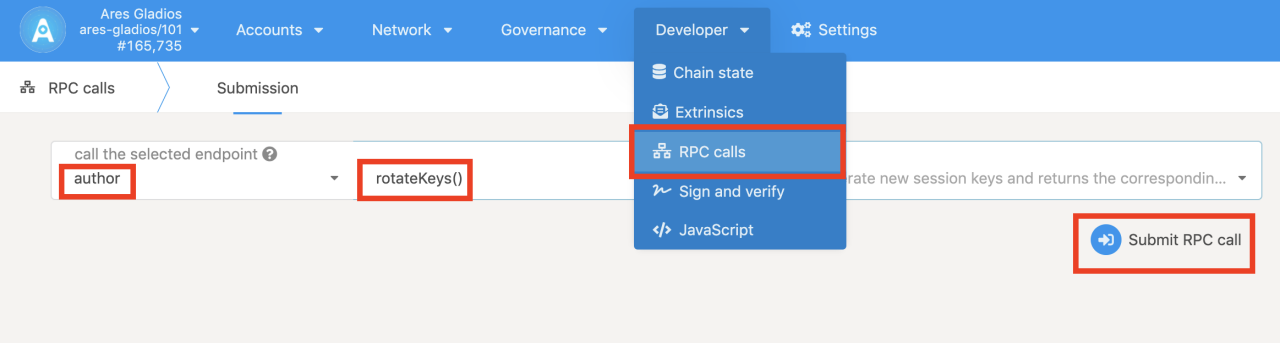 Ares Gladios
ares-gladios/101
#165,735
Accounts
Network
Governance
Developer
Settings
RPC calls
Submission
Chain state
Extrinsics
RPC calls
Sign and verify
JavaScript
call the selected endpoint
author
rotateKeys()
new session keys and returns the correspondin...
Submit RPC call